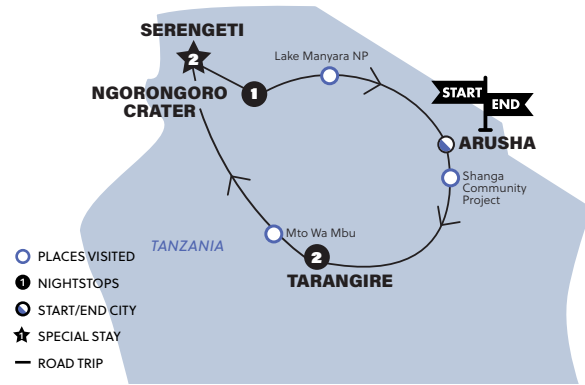 SERENGETI
2
Lake Manyara NP
NGORONGORO
CRATER
1
START
END
ARUSHA
Shanga
Community
Project
Mto Wa Mbu
TANZANIA
2
TARANGIRE
PLACES VISITED
1 NIGHTSTOPS
START/END CITY
1 SPECIAL STAY
ROAD TRIP